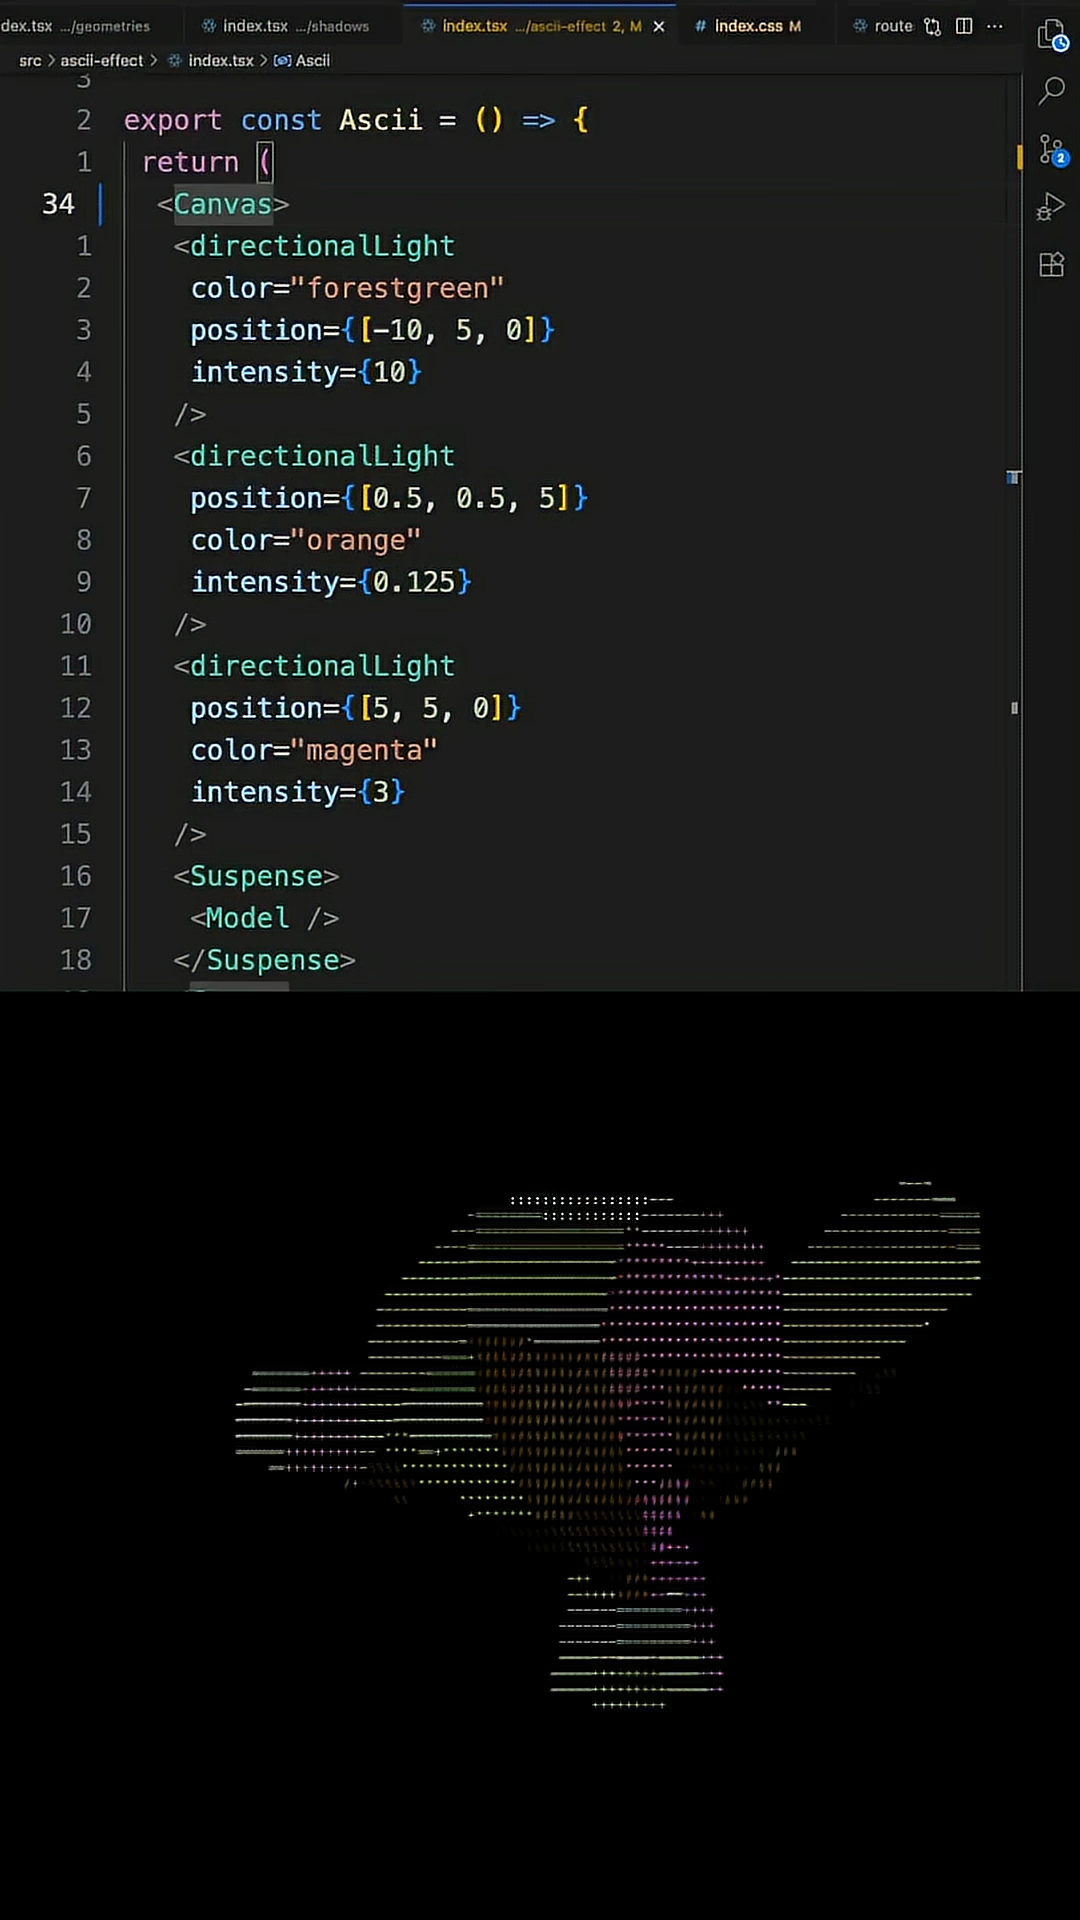 dex.tsx .../geometries index.tsx .../shadows index.tsx .../ascii-effect 2, M # index.css M route
src > ascii-effect > index.tsx > Ascii
3
2 export const Ascii = () => {
1 return (
34 <Canvas>
1 <directionalLight
2 color="forestgreen"
3 position={[-10, 5, 0]}
4 intensity={10}
5 />
6 <directionalLight
7 position={[0.5, 0.5, 5]}
8 color="orange"
9 intensity={0.125}
10 />
11 <directionalLight
12 position={[5, 5, 0]}
13 color="magenta"
14 intensity={3}
15 />
16 <Suspense>
17 <Model />
18 </Suspense>
2